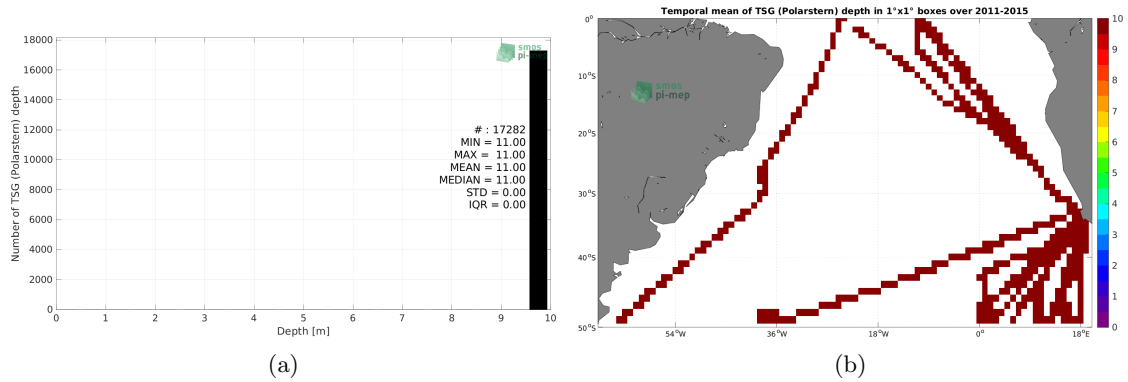 Temporal mean of TSG (Polarstern) depth in 1°x1° boxes over 2011-2015
18000
16000
14000
12000
10000
8000
6000
4000
2000
0
Number of TSG (Polarstern) depth
smos
pi-mep
# : 17282
MIN = 11.00
MAX = 11.00
MEAN = 11.00
MEDIAN = 11.00
STD = 0.00
IQR = 0.00
0 1 2 3 4 5 6 7 8 9 10
Depth [m]
(a)
0°
10°S
20°S
30°S
40°S
50°S
smos
pi-mep
54°W 36°W 18°W 0° 18°E
10
9
8
7
6
5
4
3
2
1
0
(b)